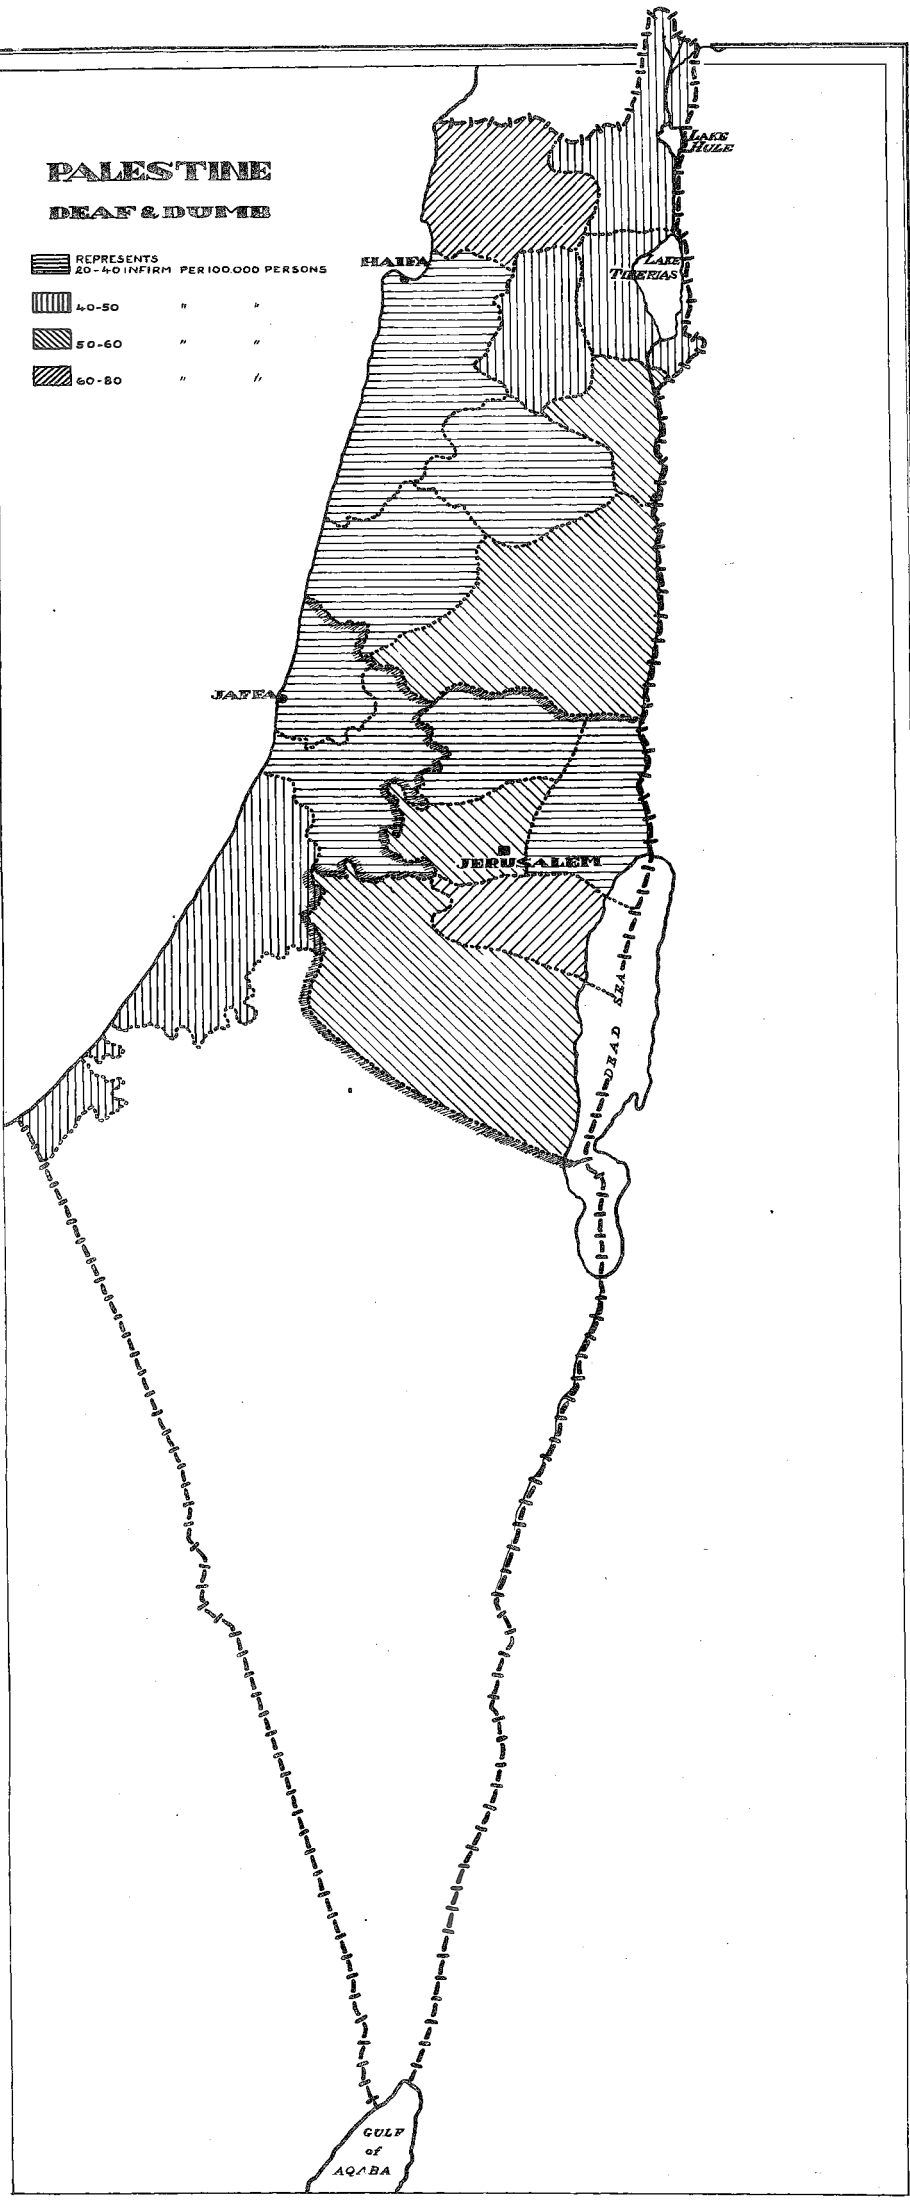 PALESTINE
DEAF & DUMB
REPRESENTS
20-40 INFIRM PER 100.000 PERSONS
40-50 " "
50-60 " "
60-80 " "
LAKE
HULE
HAIFA
LAKE
TIBERIAS
JAFFA
JERUSALEM
DEAD SEA
GULF
of
AQABA